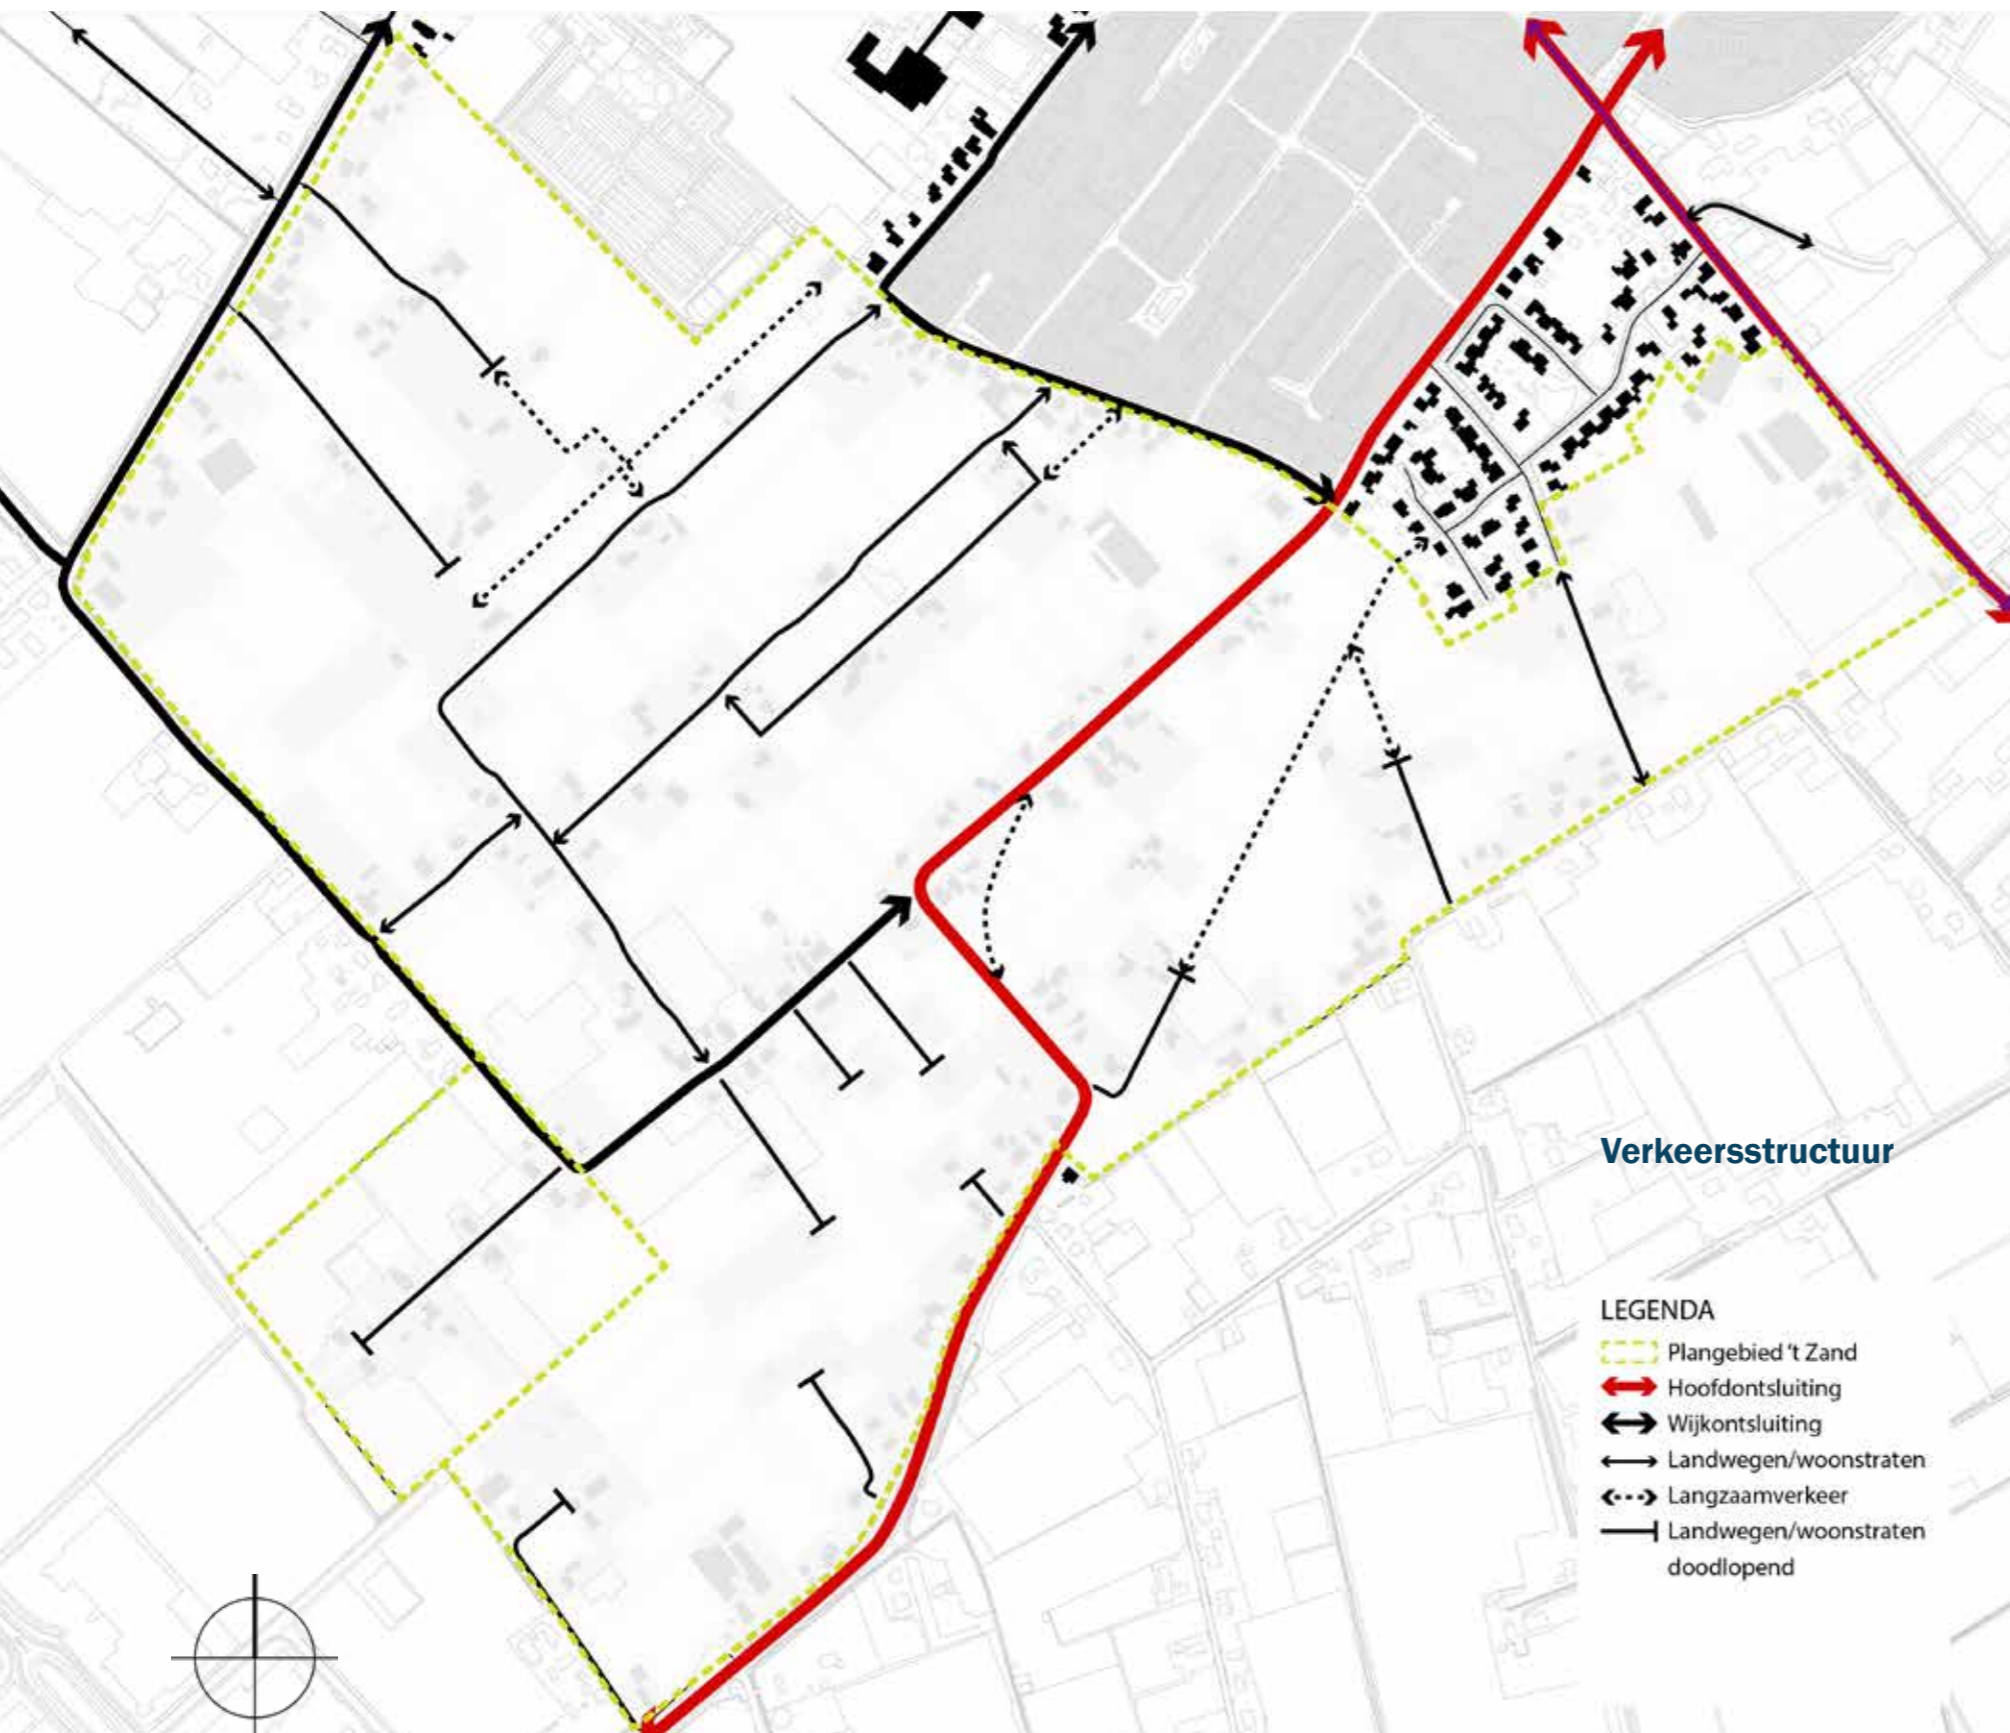 Verkeersstructuur
LEGENDA
Plangebied 't Zand
Hoofdontsluiting
Wijkontsluiting
Landwegen/woonstraten
Langzaamverkeer
Landwegen/woonstraten
doodlopend